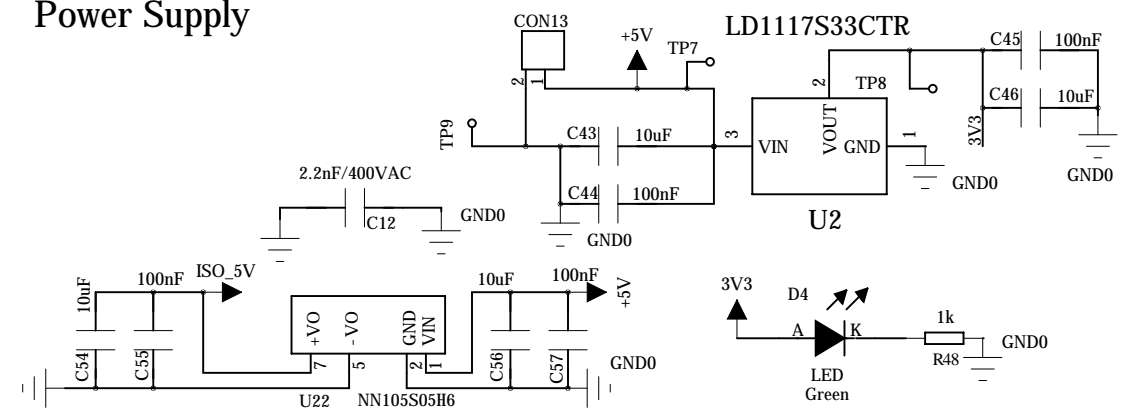 Power Supply
CON13
2
1
+5V
TP7
LD1117S33CTR
TP9
C43
10uF
C44
100nF
GND0
3
VIN
VOUT
GND
2
1
U2
TP8
GND0
3V3
C45
100nF
C46
10uF
GND0
2.2nF/400VAC
C12
GND0
10uF
C54
100nF
C55
ISO_5V
+VO
-VO
GND
VIN
7
5
2
1
U22
NN105S05H6
10uF
C56
100nF
C57
+5V
GND0
3V3
D4
A
K
LED
Green
1k
R48
GND0